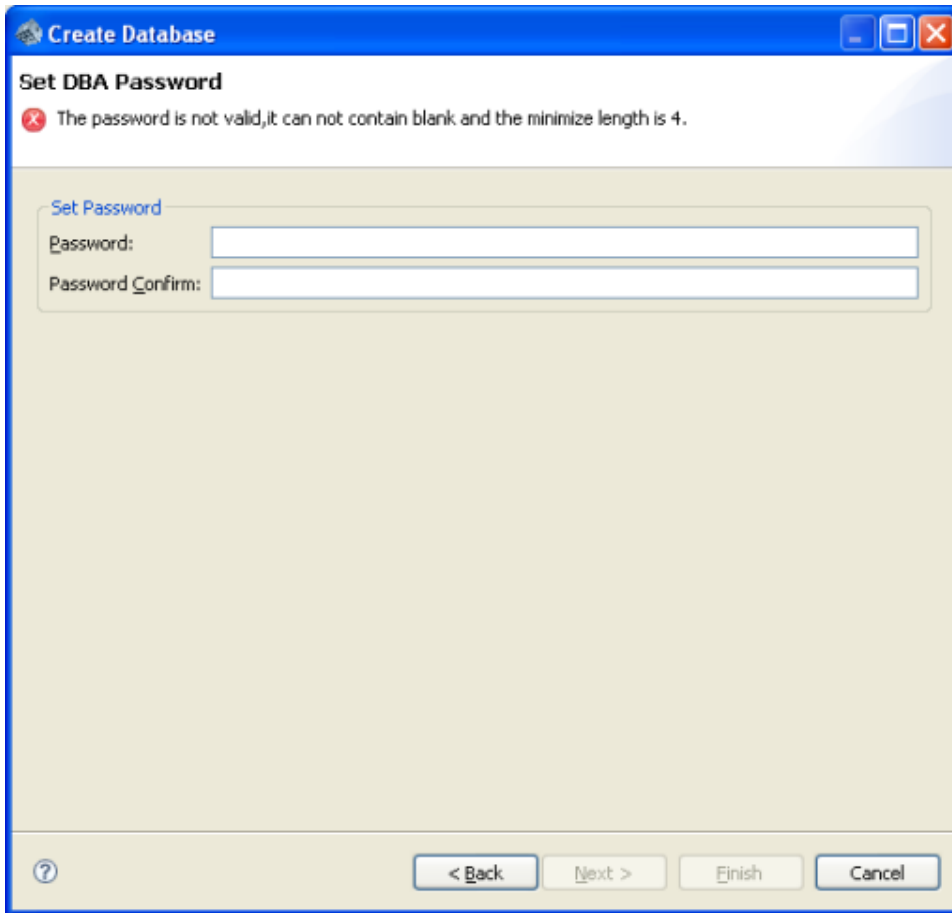 Create Database
Set DBA Password
The password is not valid,it can not contain blank and the minimize length is 4.
Set Password
Password:
Password Confirm:
?
< Back Next > Finish Cancel